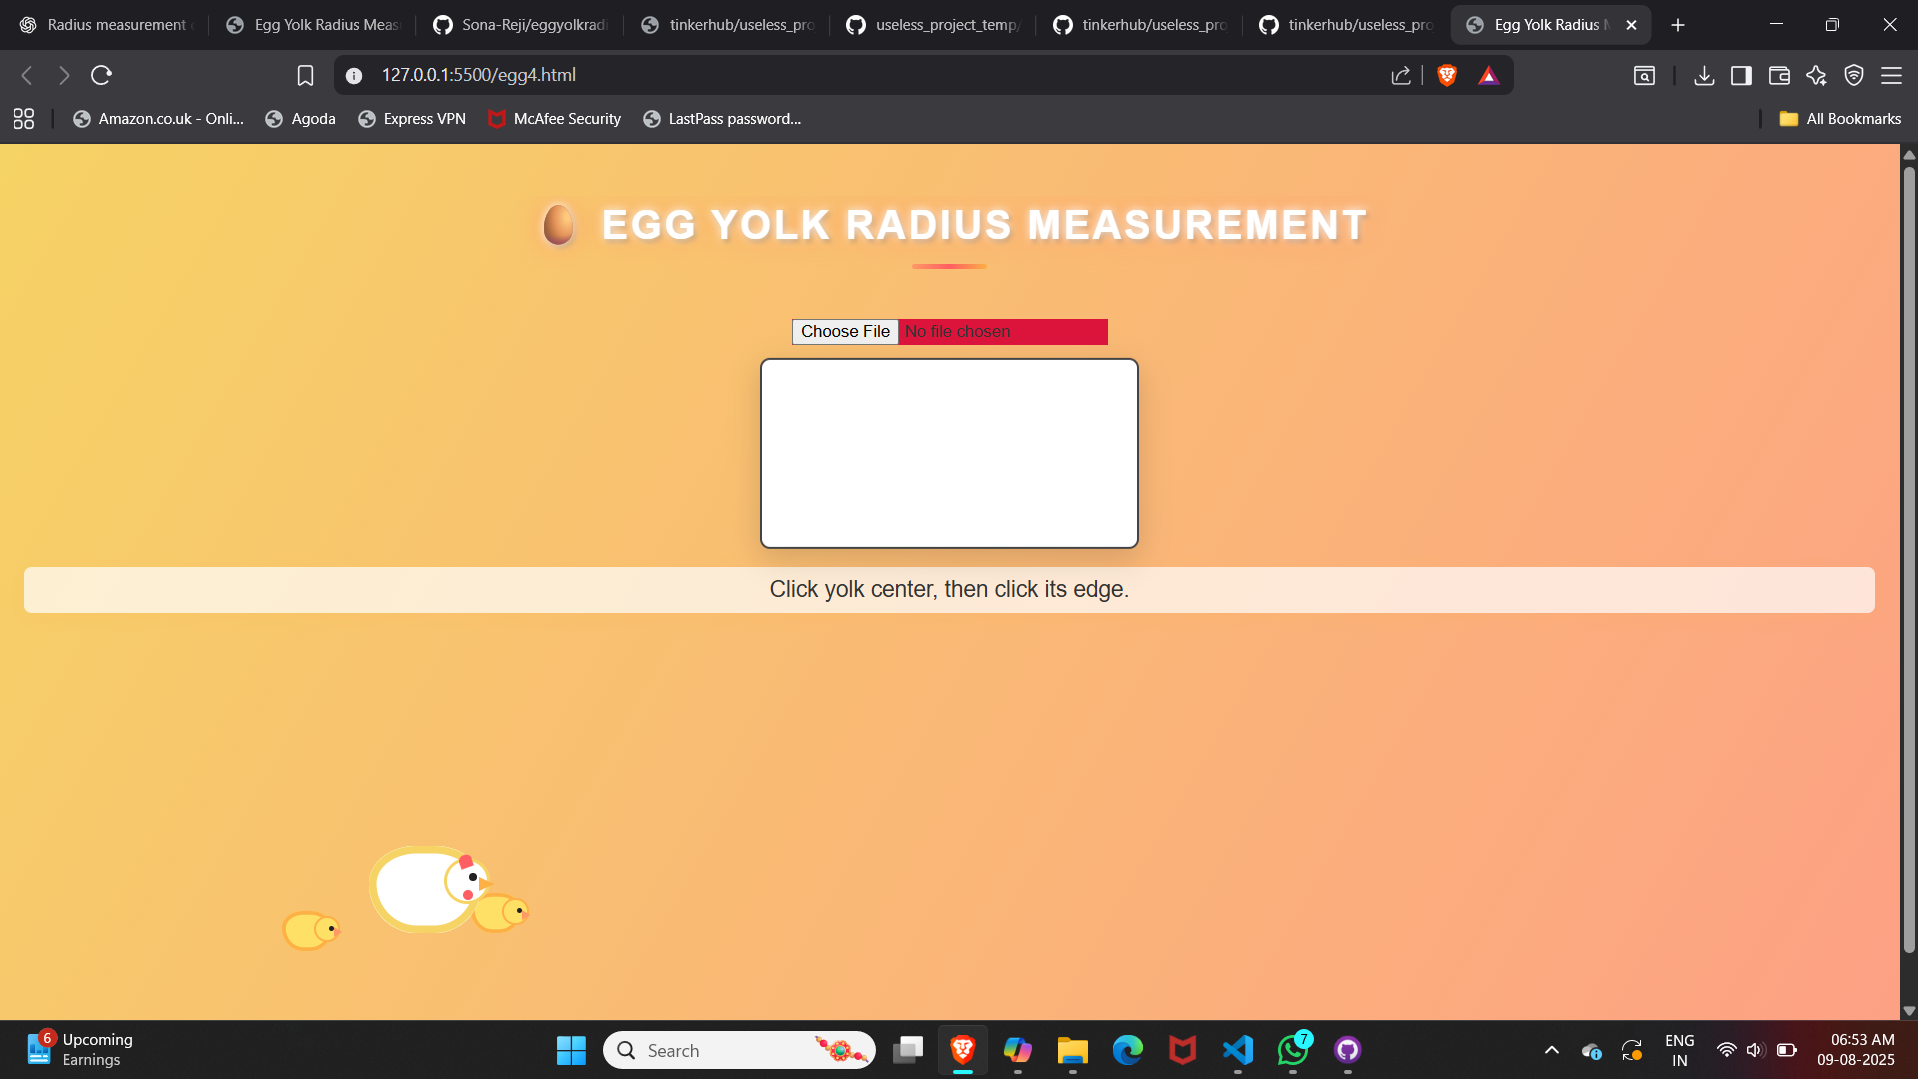 Radius measurement
Egg Yolk Radius Meas
Sona-Reji/eggyolkradi
tinkerhub/useless_pro
useless_project_temp/
tinkerhub/useless_pro
tinkerhub/useless_pro
Egg Yolk Radius M
127.0.0.1:5500/egg4.html
Amazon.co.uk - Onli...
Agoda
Express VPN
McAfee Security
LastPass password...
All Bookmarks
EGG YOLK RADIUS MEASUREMENT
Choose File No file chosen
Click yolk center, then click its edge.
6
Upcoming
Earnings
Search
7
ENG
IN
06:53 AM
09-08-2025